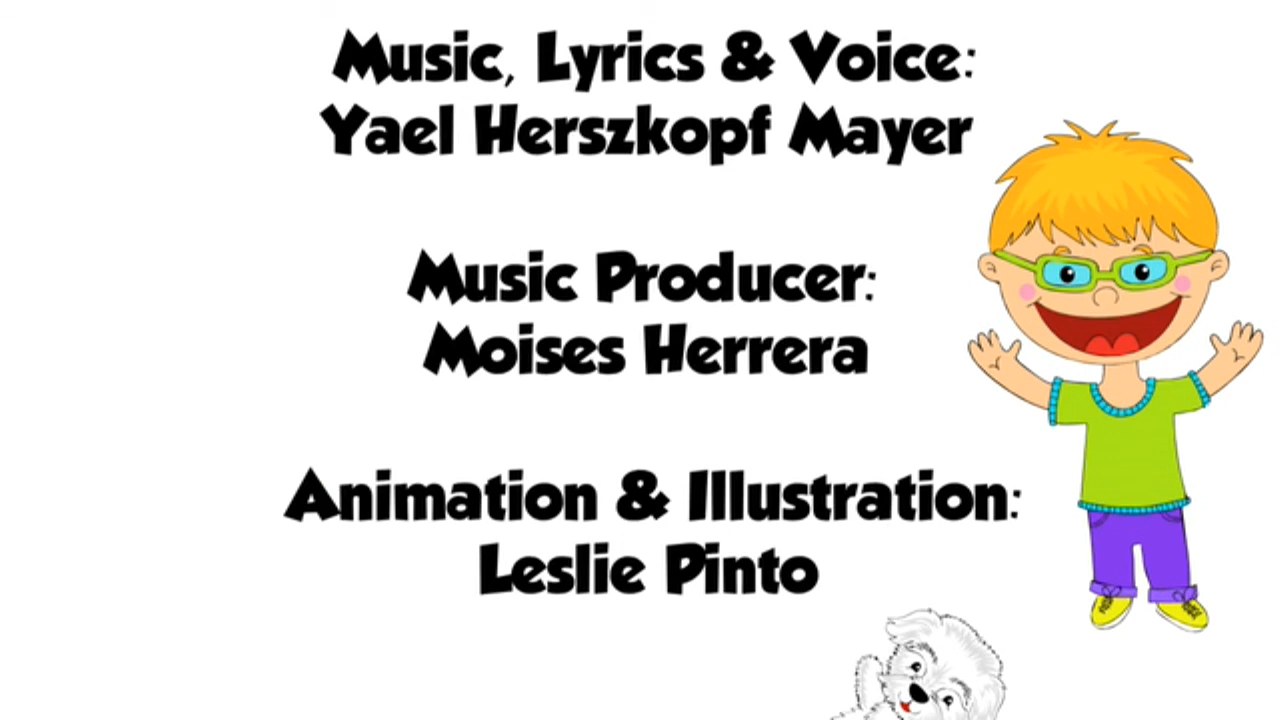 Music, Lyrics & Voice:
Yael Herszkopf Mayer
Music Producer:
Moises Herrera
Animation & Illustration:
Leslie Pinto